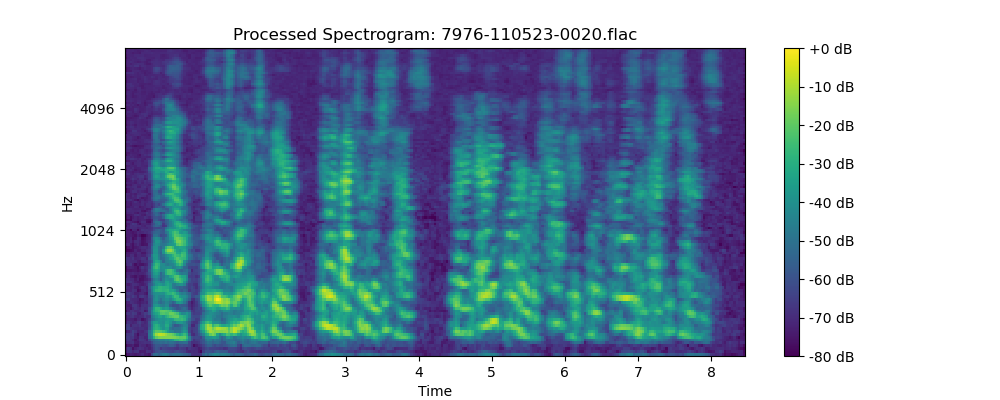 Processed Spectrogram: 7976-110523-0020.flac
Hz
4096
2048
1024
512
0
0 1 2 3 4 5 6 7 8
Time
+0 dB
-10 dB
-20 dB
-30 dB
-40 dB
-50 dB
-60 dB
-70 dB
-80 dB